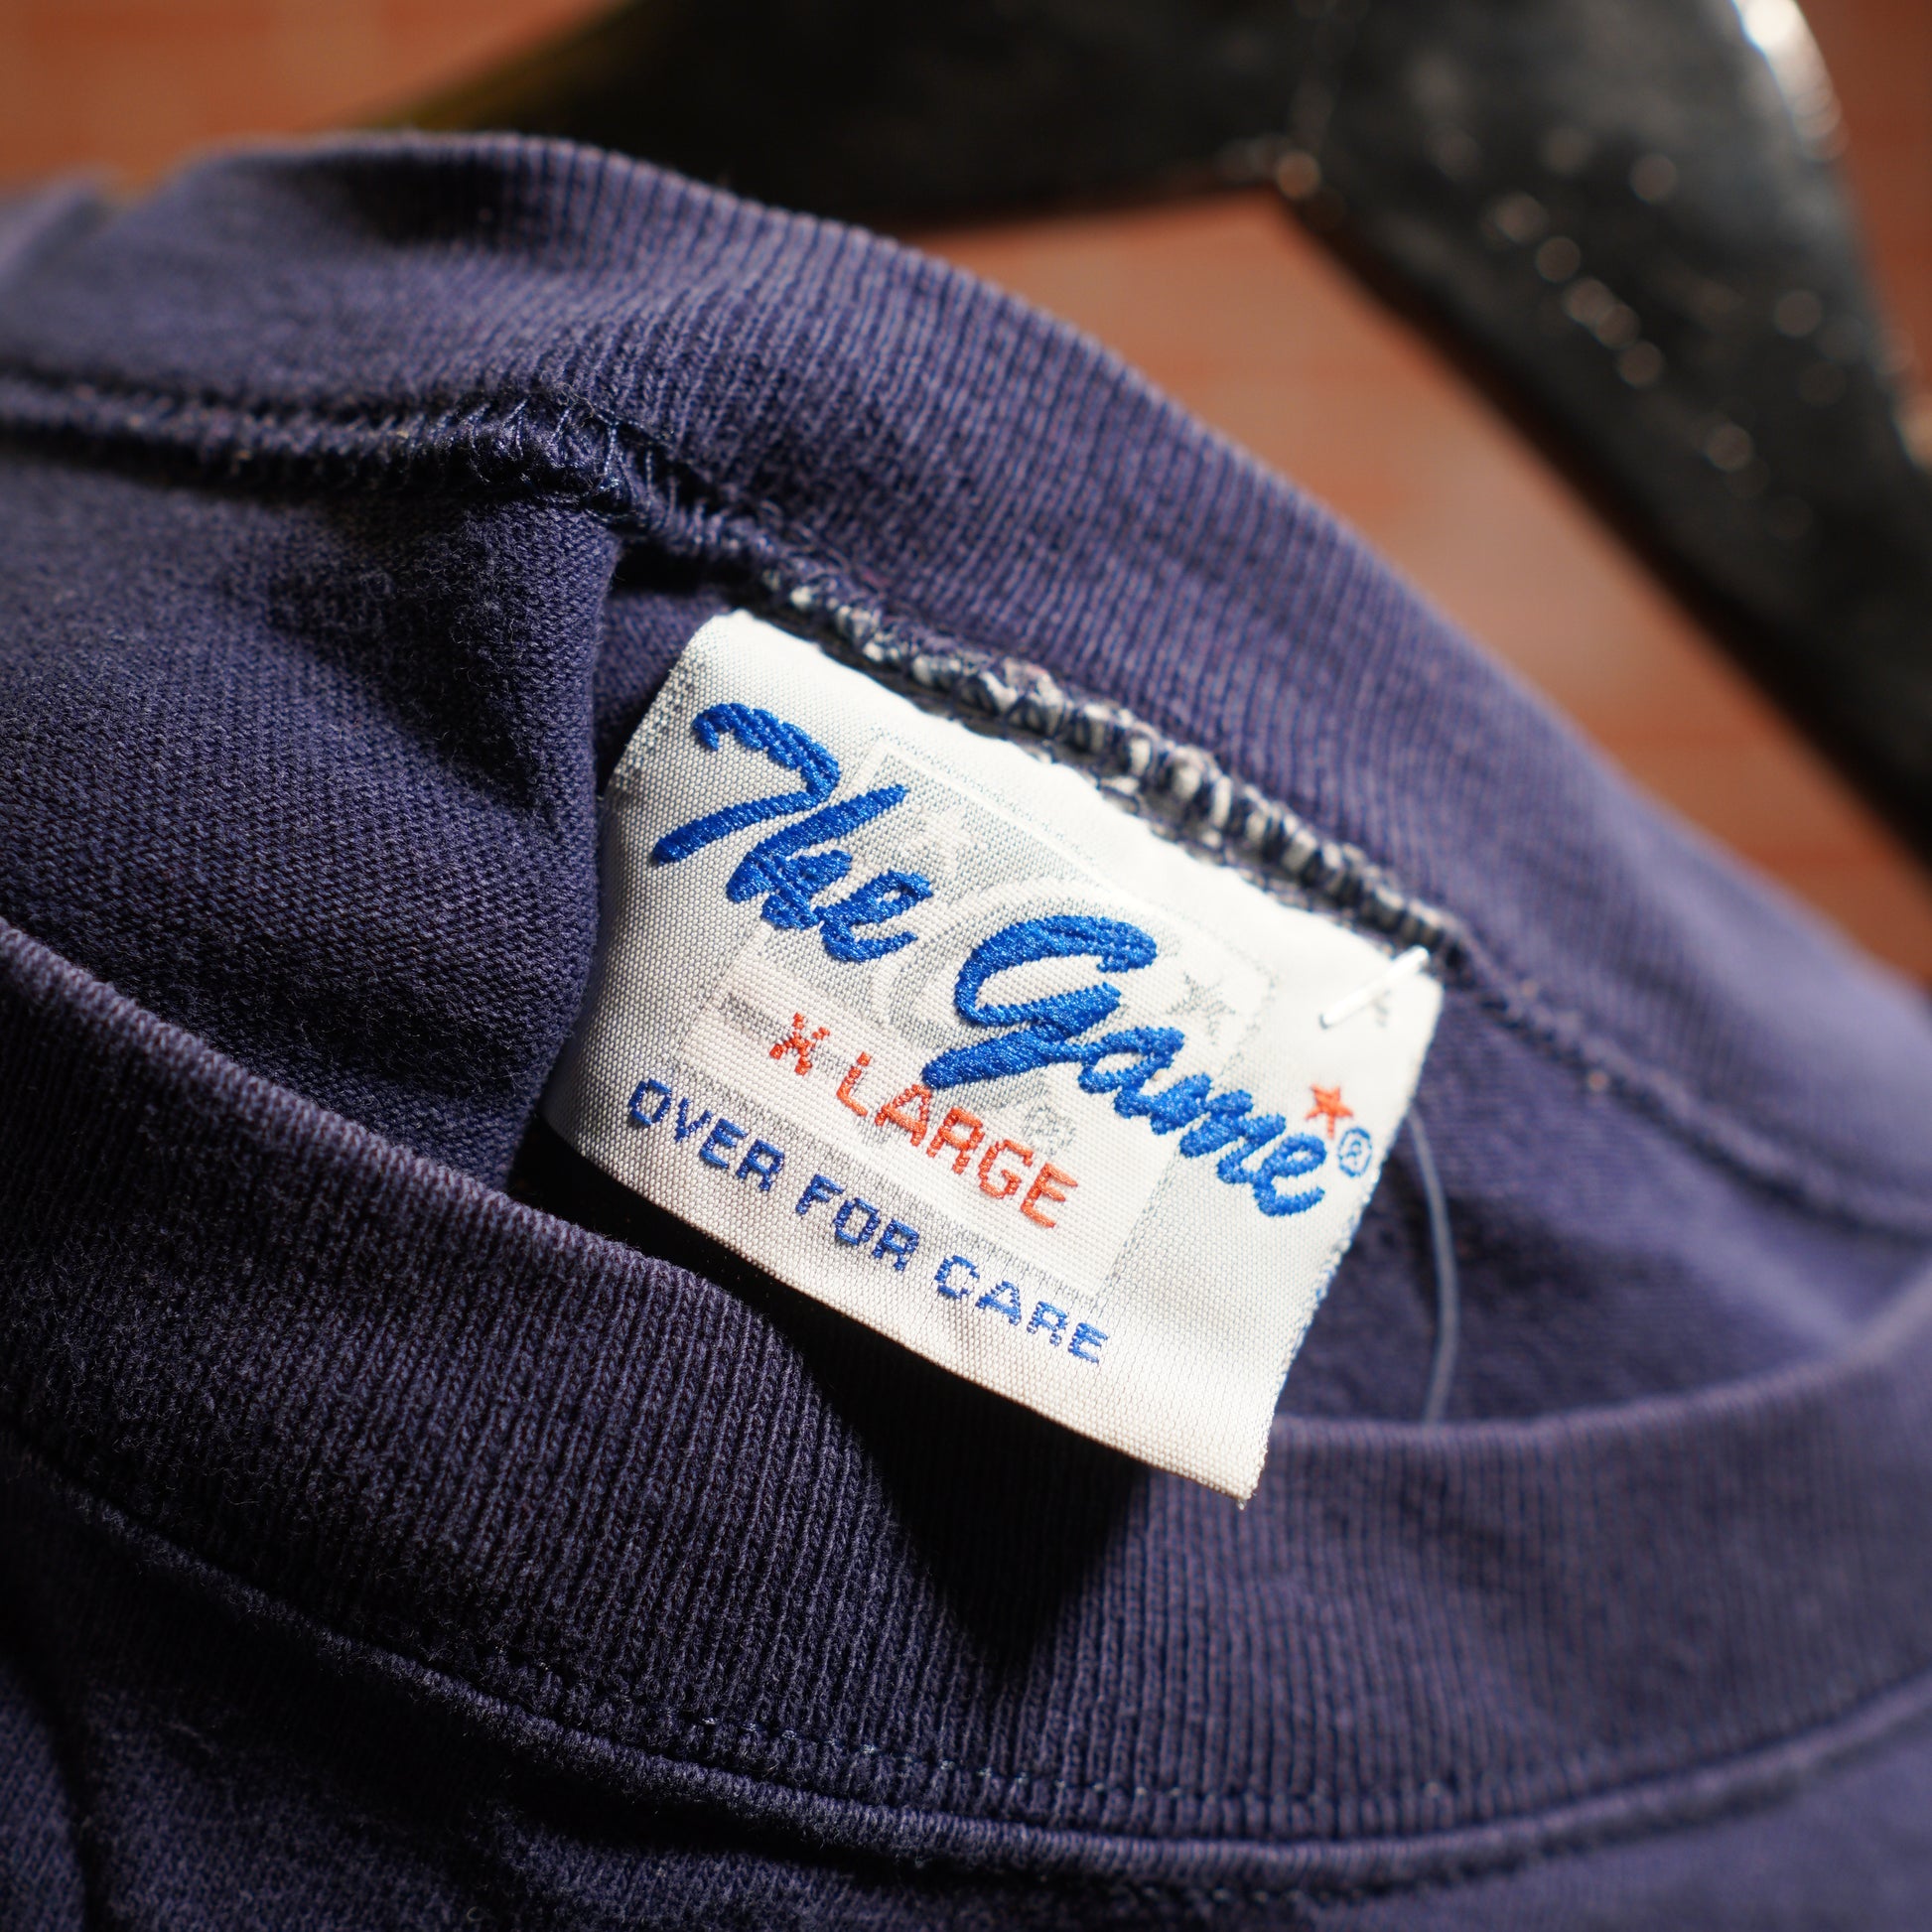 The Game®
X LARGE
OVER FOR CARE